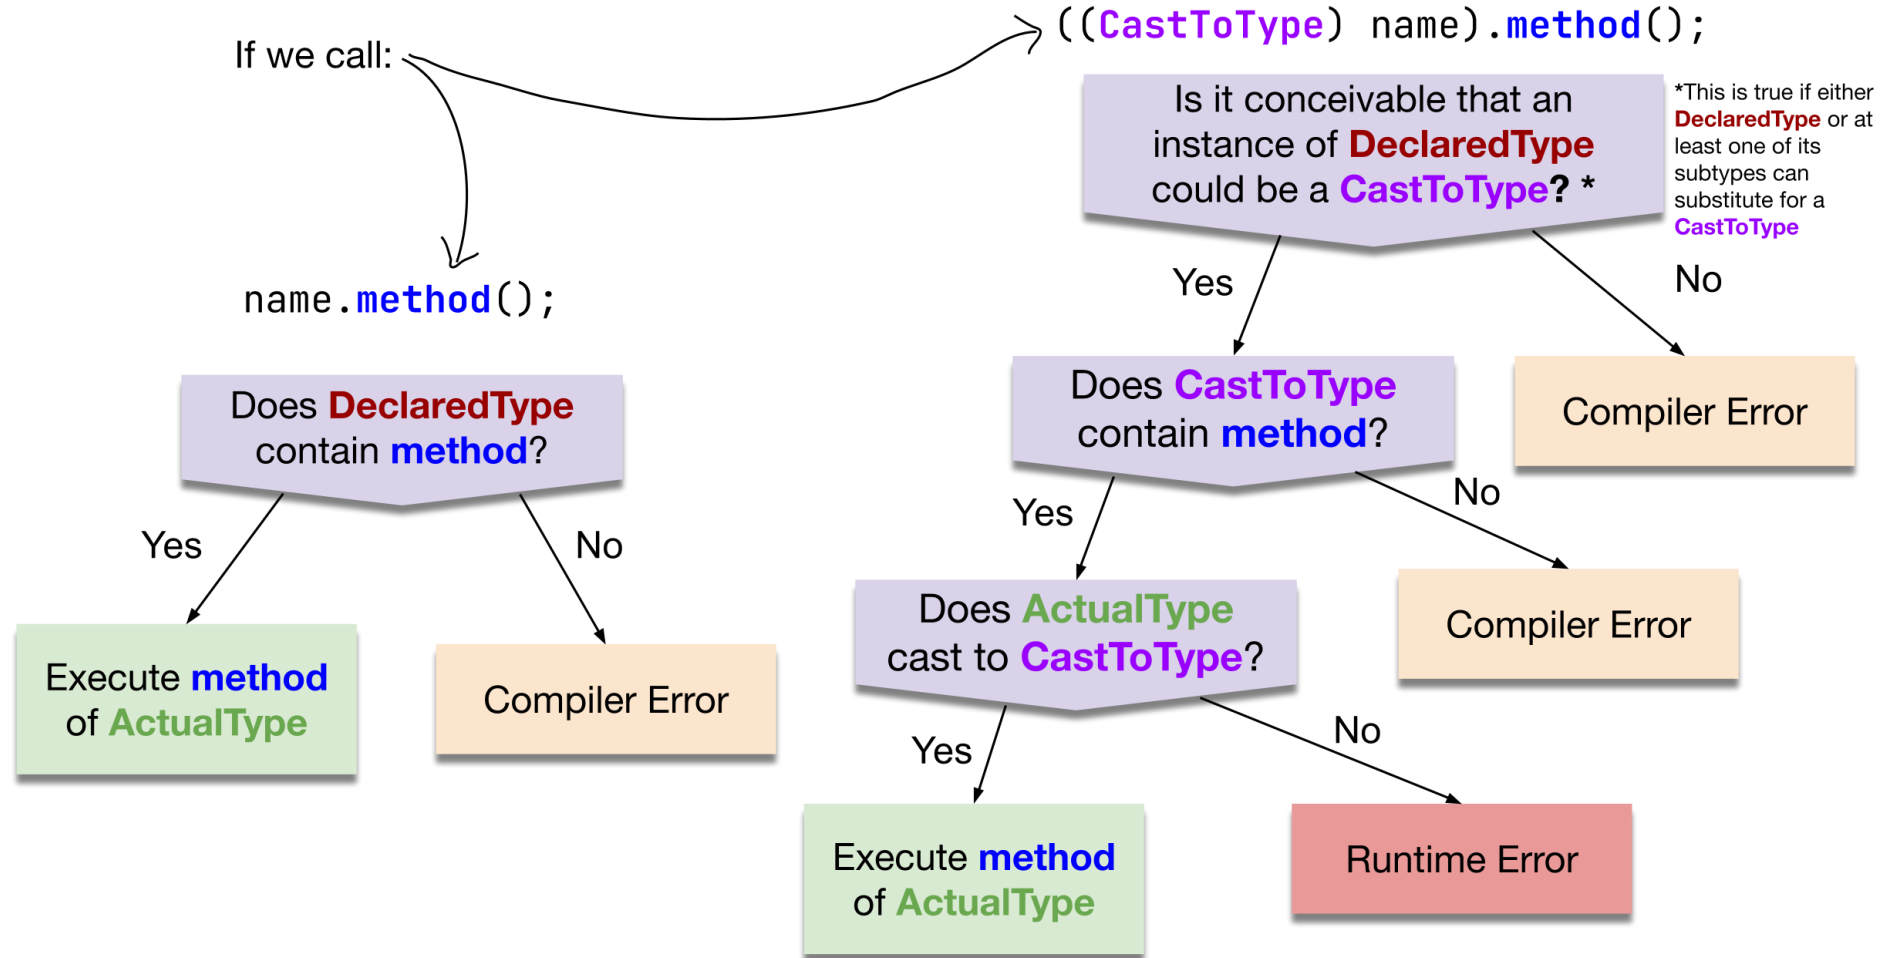 If we call:
((CastToType) name).method();
Is it conceivable that an
instance of DeclaredType
could be a CastToType? *
*This is true if either
DeclaredType or at
least one of its
subtypes can
substitute for a
CastToType
name.method();
Does DeclaredType
contain method?
Yes
No
Execute method
of ActualType
Compiler Error
Yes
No
Does CastToType
contain method?
Compiler Error
Yes
No
Does ActualType
cast to CastToType?
Compiler Error
Yes
No
Execute method
of ActualType
Runtime Error